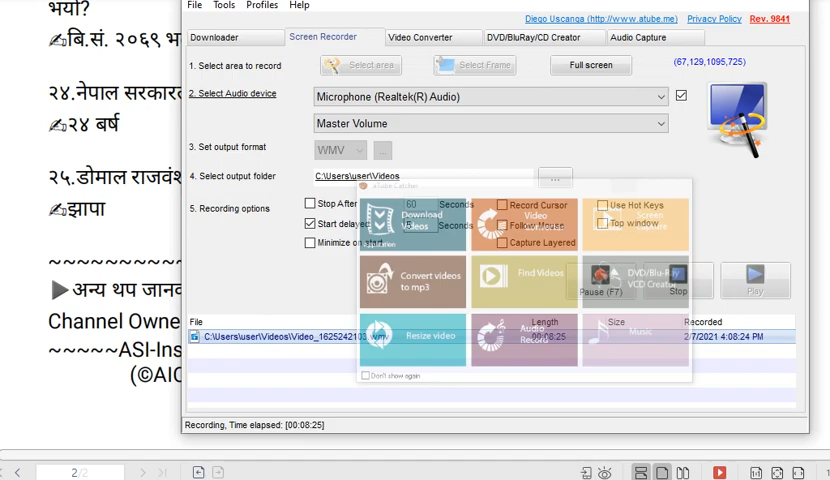 भयो?
✍बि.सं. २०६९ भ
२४.नेपाल सरकारल
✍२४ बर्ष
२५.डोमाल राजवंश
✍झापा
~~~~~~~~~~
▶अन्य थप जानव
Channel Owne
~~~~~ASI-Ins
(©AIC
File Tools Profiles Help
Diego Uscanga (http://www.atube.me) Privacy Policy Rev. 9841
Downloader Screen Recorder Video Converter DVD/BluRay/CD Creator Audio Capture
1. Select area to record Select area Select Frame Full screen (67,129,1095,725)
2. Select Audio device Microphone (Realtek(R) Audio)
Master Volume
3. Set output format WMV ...
4. Select output folder C:\Users\user\Videos ...
aTube Catcher
5. Recording options Stop After 60 Seconds Record Cursor Use Hot Keys
Start delayed Seconds Follow Mouse Top window
Minimize on start Capture Layered
Download Videos Video Screen
Convert videos to mp3 Find Videos DVD/Blu-Ray VCD Creator
Resize video Audio Record Music
Don't show again
Pause (F7) Stop Play
File Length Size Recorded
C:\Users\user\Videos\Video_1625242103.wmv 00:08:25 2/7/2021 4:08:24 PM
Recording, Time elapsed: [00:08:25]
2/2